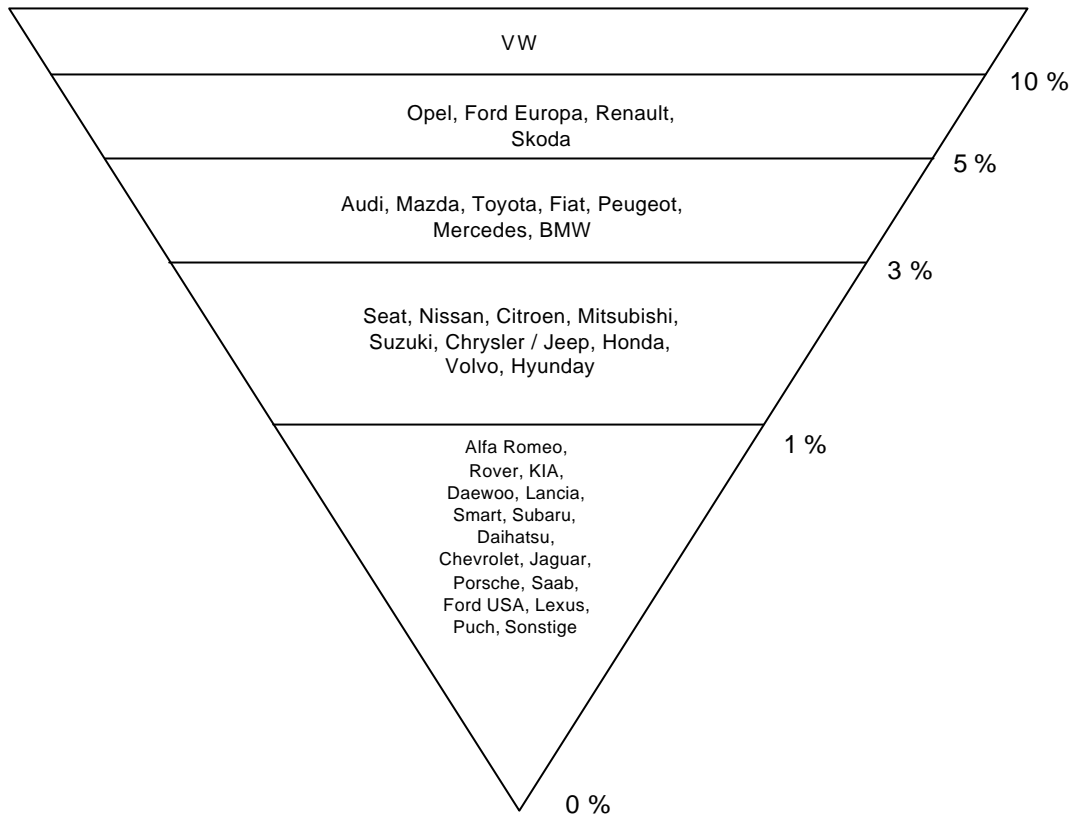 VW
10 %
Opel, Ford Europa, Renault,
Skoda
5 %
Audi, Mazda, Toyota, Fiat, Peugeot,
Mercedes, BMW
3 %
Seat, Nissan, Citroen, Mitsubishi,
Suzuki, Chrysler / Jeep, Honda,
Volvo, Hyunday
1 %
Alfa Romeo,
Rover, KIA,
Daewoo, Lancia,
Smart, Subaru,
Daihatsu,
Chevrolet, Jaguar,
Porsche, Saab,
Ford USA, Lexus,
Puch, Sonstige
0 %